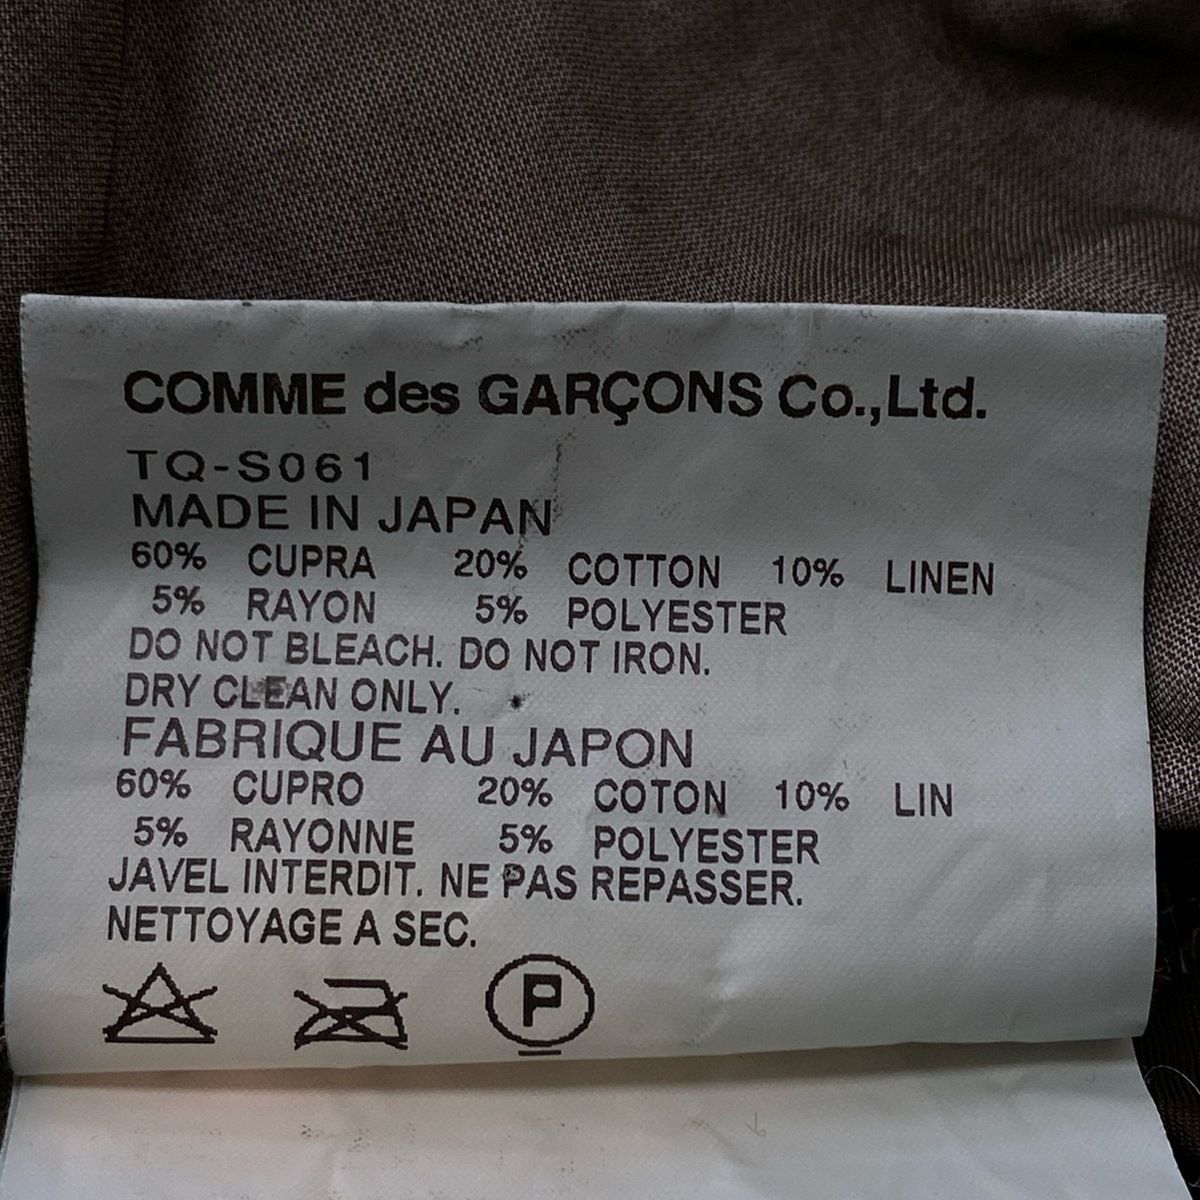 COMME des GARÇONS Co.,Ltd.
TQ-S061
MADE IN JAPAN
60% CUPRA 20% COTTON 10% LINEN
5% RAYON 5% POLYESTER
DO NOT BLEACH. DO NOT IRON.
DRY CLEAN ONLY.
FABRIQUE AU JAPON
60% CUPRO 20% COTON 10% LIN
5% RAYONNE 5% POLYESTER
JAVEL INTERDIT. NE PAS REPASSER.
NETTOYAGE A SEC.
P